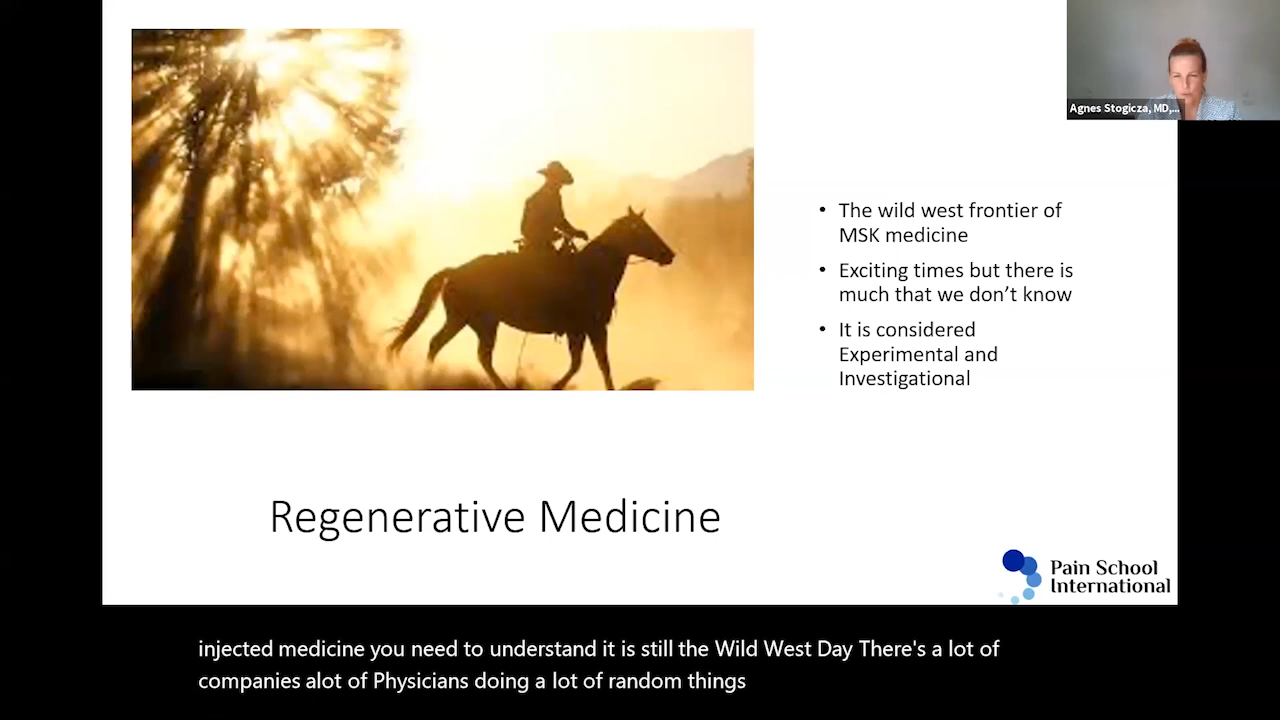 Agnes Stogicza, MD,...
• The wild west frontier of
MSK medicine
• Exciting times but there is
much that we don’t know
• It is considered
Experimental and
Investigational
Regenerative Medicine
Pain School
International
injected medicine you need to understand it is still the Wild West Day There's a lot of
companies alot of Physicians doing a lot of random things